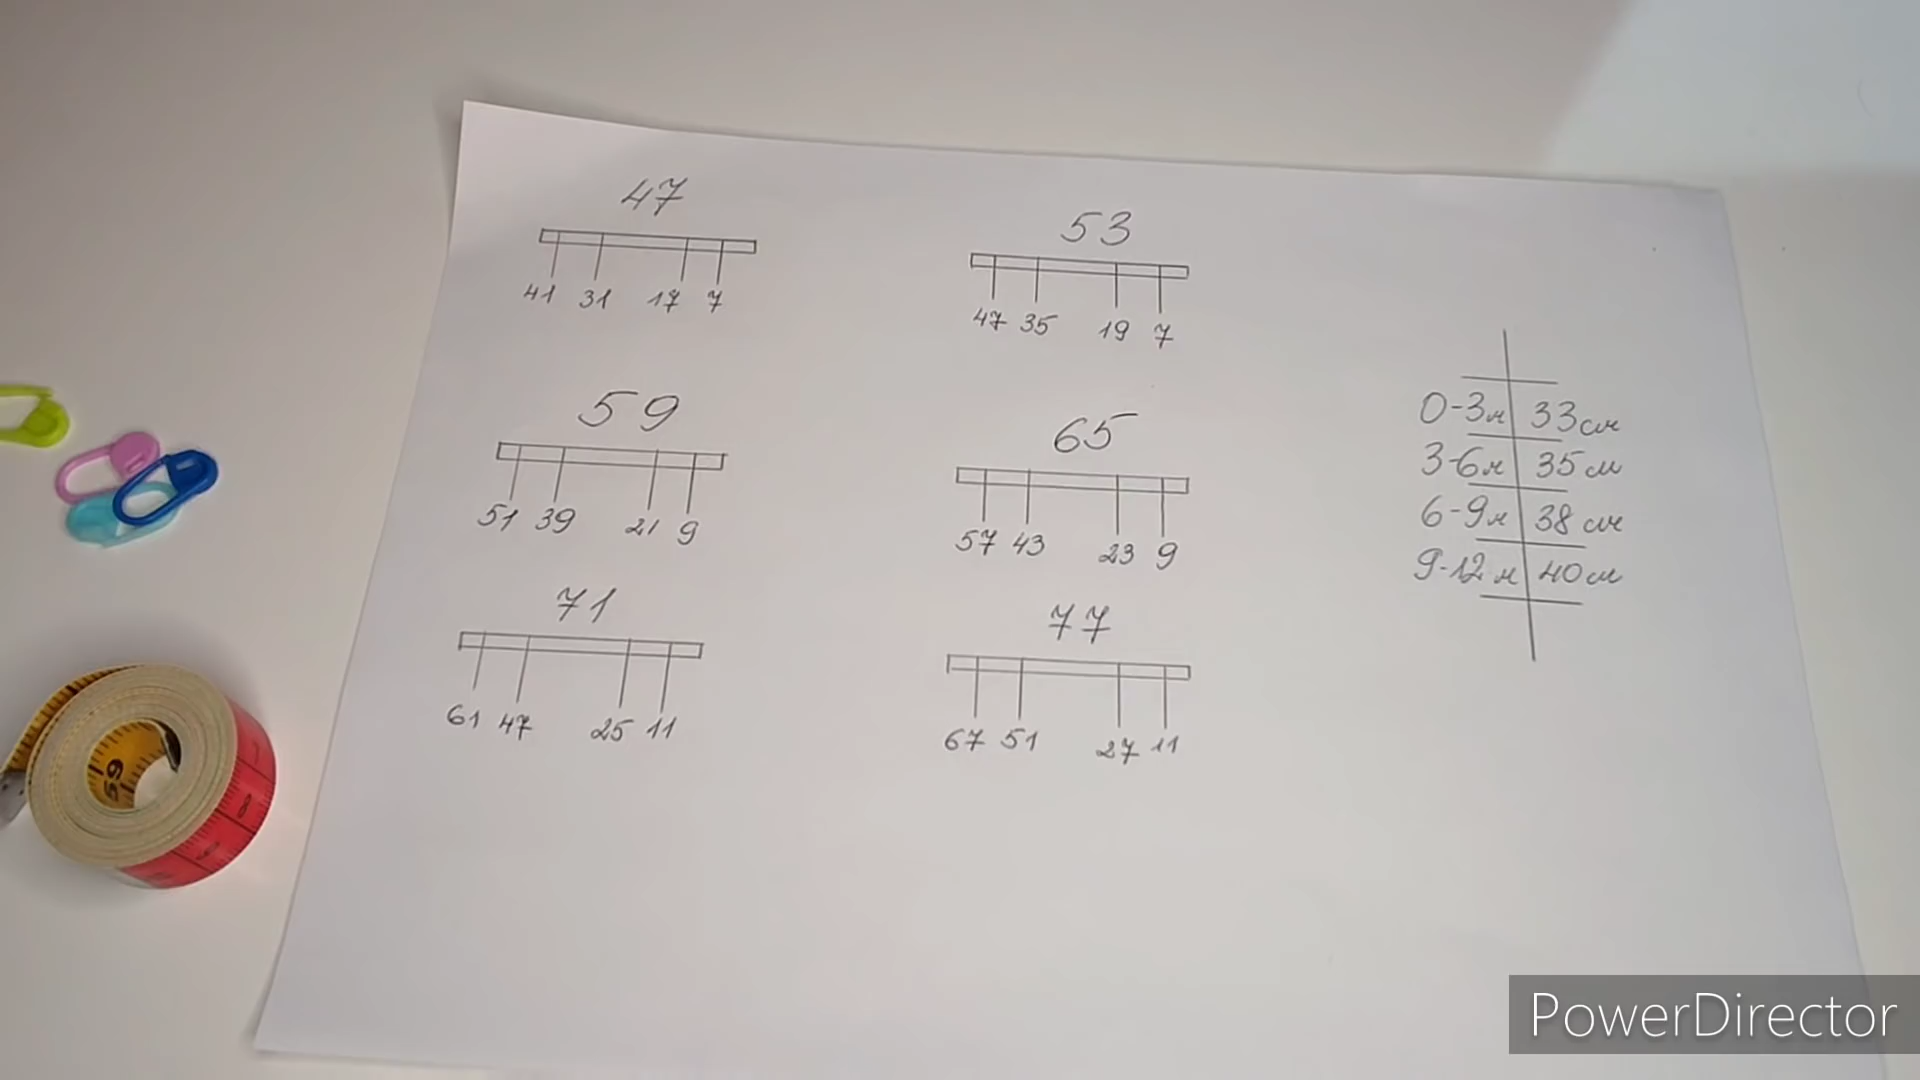 47
41 31 17 7
53
47 35 19 7
59
51 39 21 9
65
57 43 23 9
71
61 47 25 11
77
67 51 27 11
0-3м 33см
3-6м 35см
6-9м 38см
9-12м 40см
59
8
PowerDirector